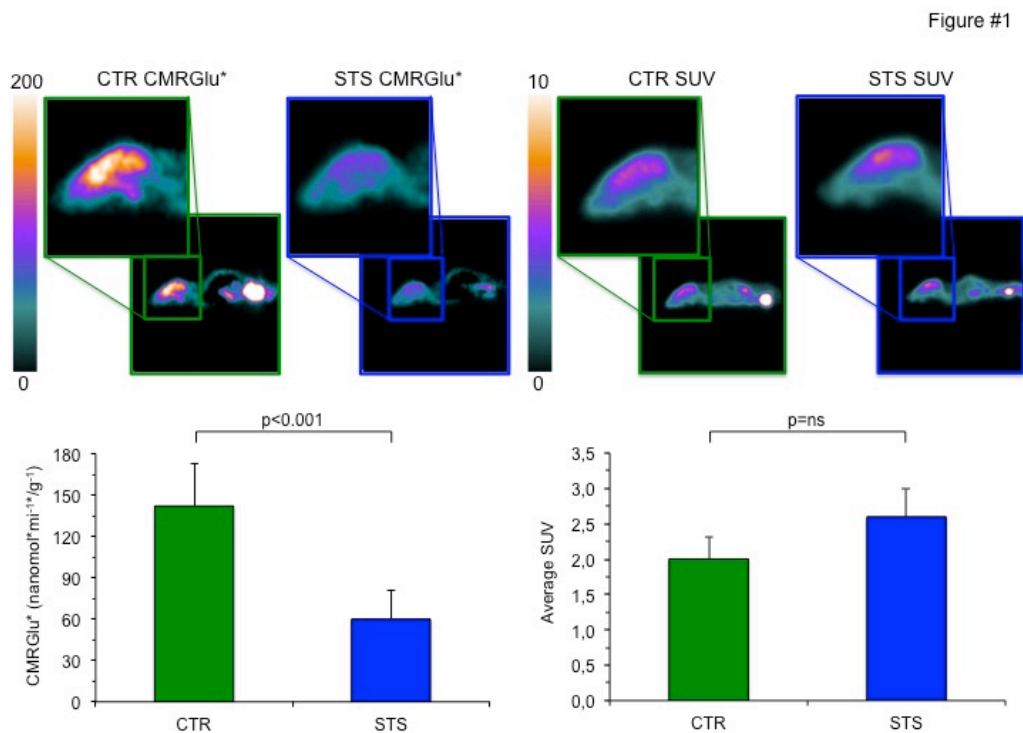 Figure #1
200
CTR CMRGlu*
STS CMRGlu*
10
CTR SUV
STS SUV
0
0
p<0.001
p=ns
CMRGlu* (nanomol*mi⁻¹*/g⁻¹)
180
150
120
90
60
30
0
CTR
STS
Average SUV
3,5
3,0
2,5
2,0
1,5
1,0
0,5
0,0
CTR
STS